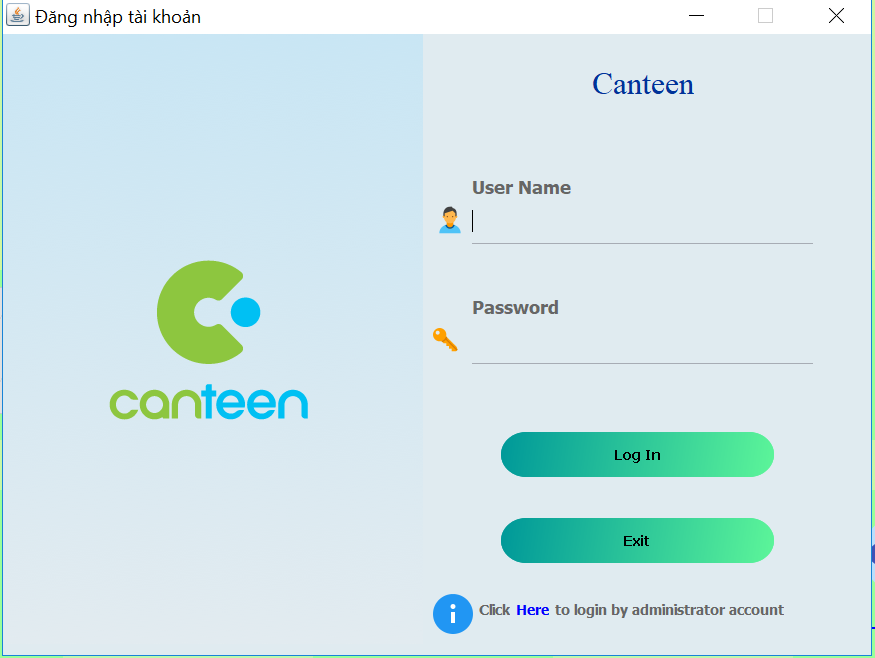 Đăng nhập tài khoản
Canteen
User Name
Password
canteen
Log In
Exit
Click Here to login by administrator account